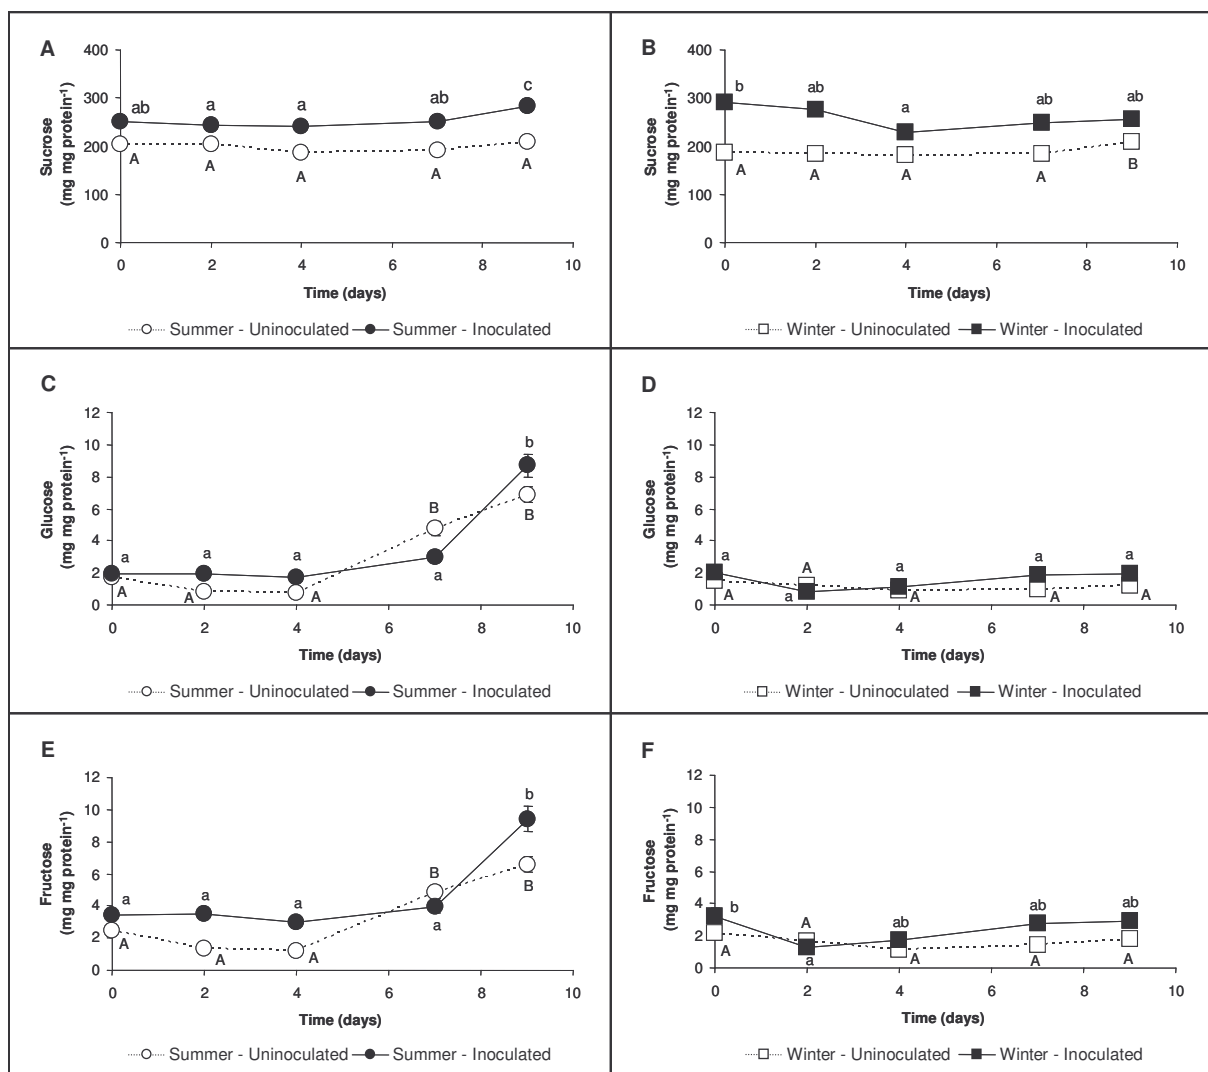 A
400
300
200
100
0
Sucrose
(mg mg protein-1)
ab
a
a
ab
c
A
A
A
A
A
0
2
4
6
8
10
Time (days)
Summer - Uninoculated
Summer - Inoculated
B
400
300
200
100
0
Sucrose
(mg mg protein-1)
b
ab
a
ab
ab
A
A
A
A
B
0
2
4
6
8
10
Time (days)
Winter - Uninoculated
Winter - Inoculated
C
12
10
8
6
4
2
0
Glucose
(mg mg protein-1)
a
a
a
B
b
A
A
A
a
B
0
2
4
6
8
10
Time (days)
Summer - Uninoculated
Summer - Inoculated
D
12
10
8
6
4
2
0
Glucose
(mg mg protein-1)
a
A
a
a
a
A
a
A
A
A
0
2
4
6
8
10
Time (days)
Winter - Uninoculated
Winter - Inoculated
E
12
10
8
6
4
2
0
Fructose
(mg mg protein-1)
a
a
a
B
b
A
A
A
a
B
0
2
4
6
8
10
Time (days)
Summer - Uninoculated
Summer - Inoculated
F
12
10
8
6
4
2
0
Fructose
(mg mg protein-1)
b
A
ab
ab
ab
A
a
A
A
A
0
2
4
6
8
10
Time (days)
Winter - Uninoculated
Winter - Inoculated